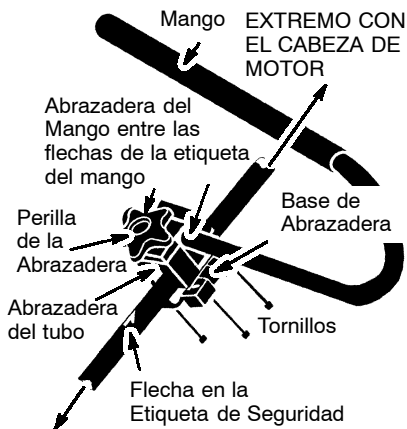 Mango
EXTREMO CON
EL CABEZA DE
MOTOR
Abrazadera del
Mango entre las
flechas de la etiqueta
del mango
Base de
Abrazadera
Perilla
de la
Abrazadera
Abrazadera
del tubo
Tornillos
Flecha en la
Etiqueta de Seguridad